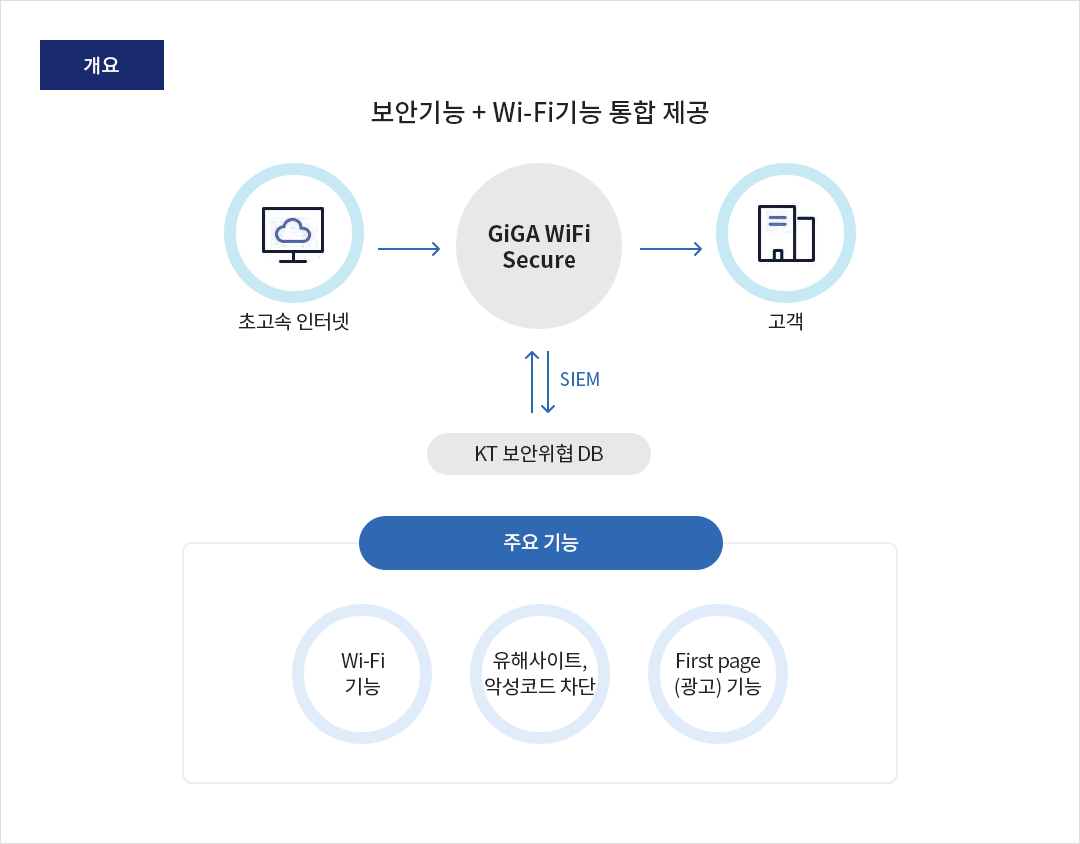 개요
보안기능 + Wi-Fi기능 통합 제공
GiGA WiFi
Secure
초고속 인터넷
고객
SIEM
KT 보안위협 DB
주요 기능
Wi-Fi
기능
유해사이트,
악성코드 차단
First page
(광고) 기능